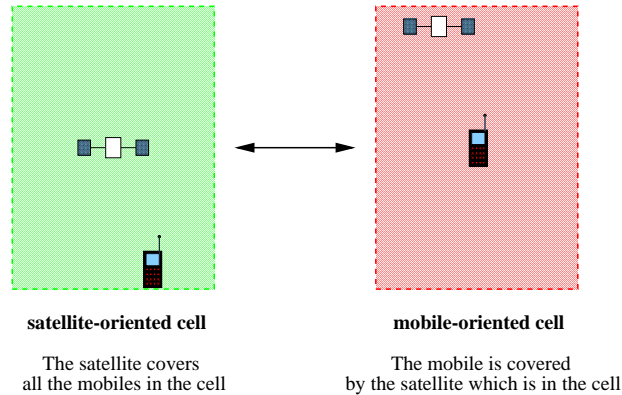 satellite-oriented cell
The satellite covers
all the mobiles in the cell
mobile-oriented cell
The mobile is covered
by the satellite which is in the cell